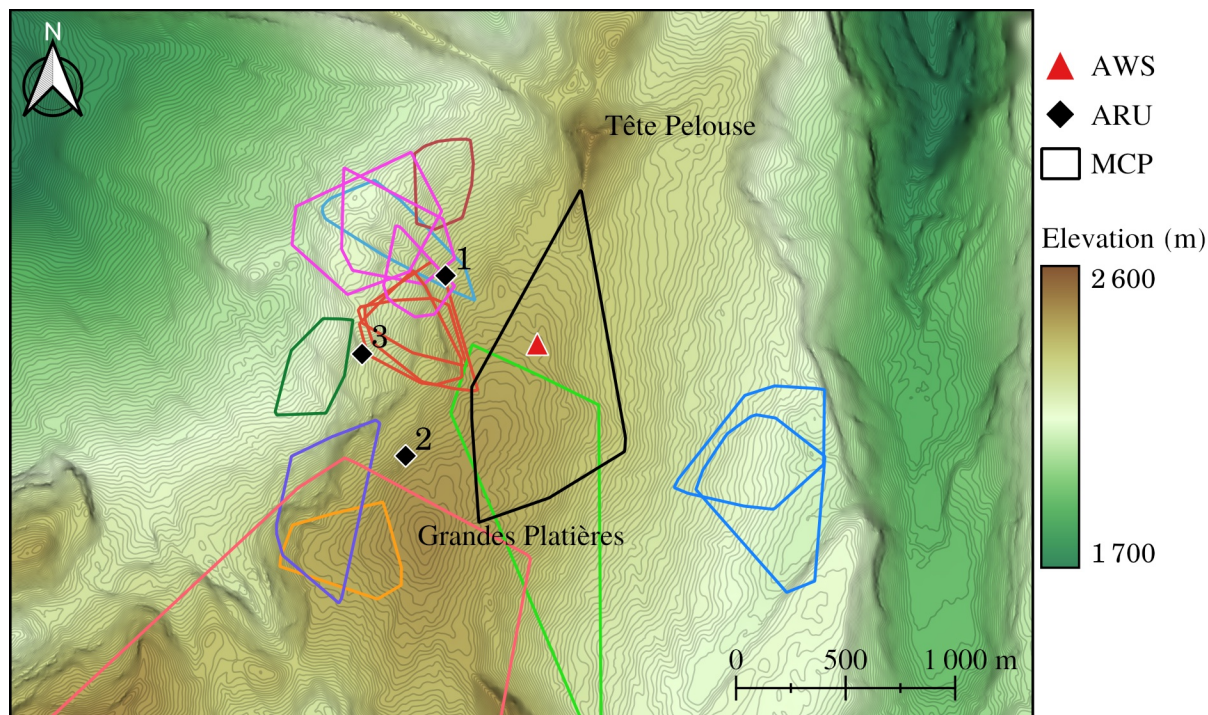 N
Tête Pelouse
1
3
2
Grandes Platières
0 500 1 000 m
AWS
ARU
MCP
Elevation (m)
2 600
1 700